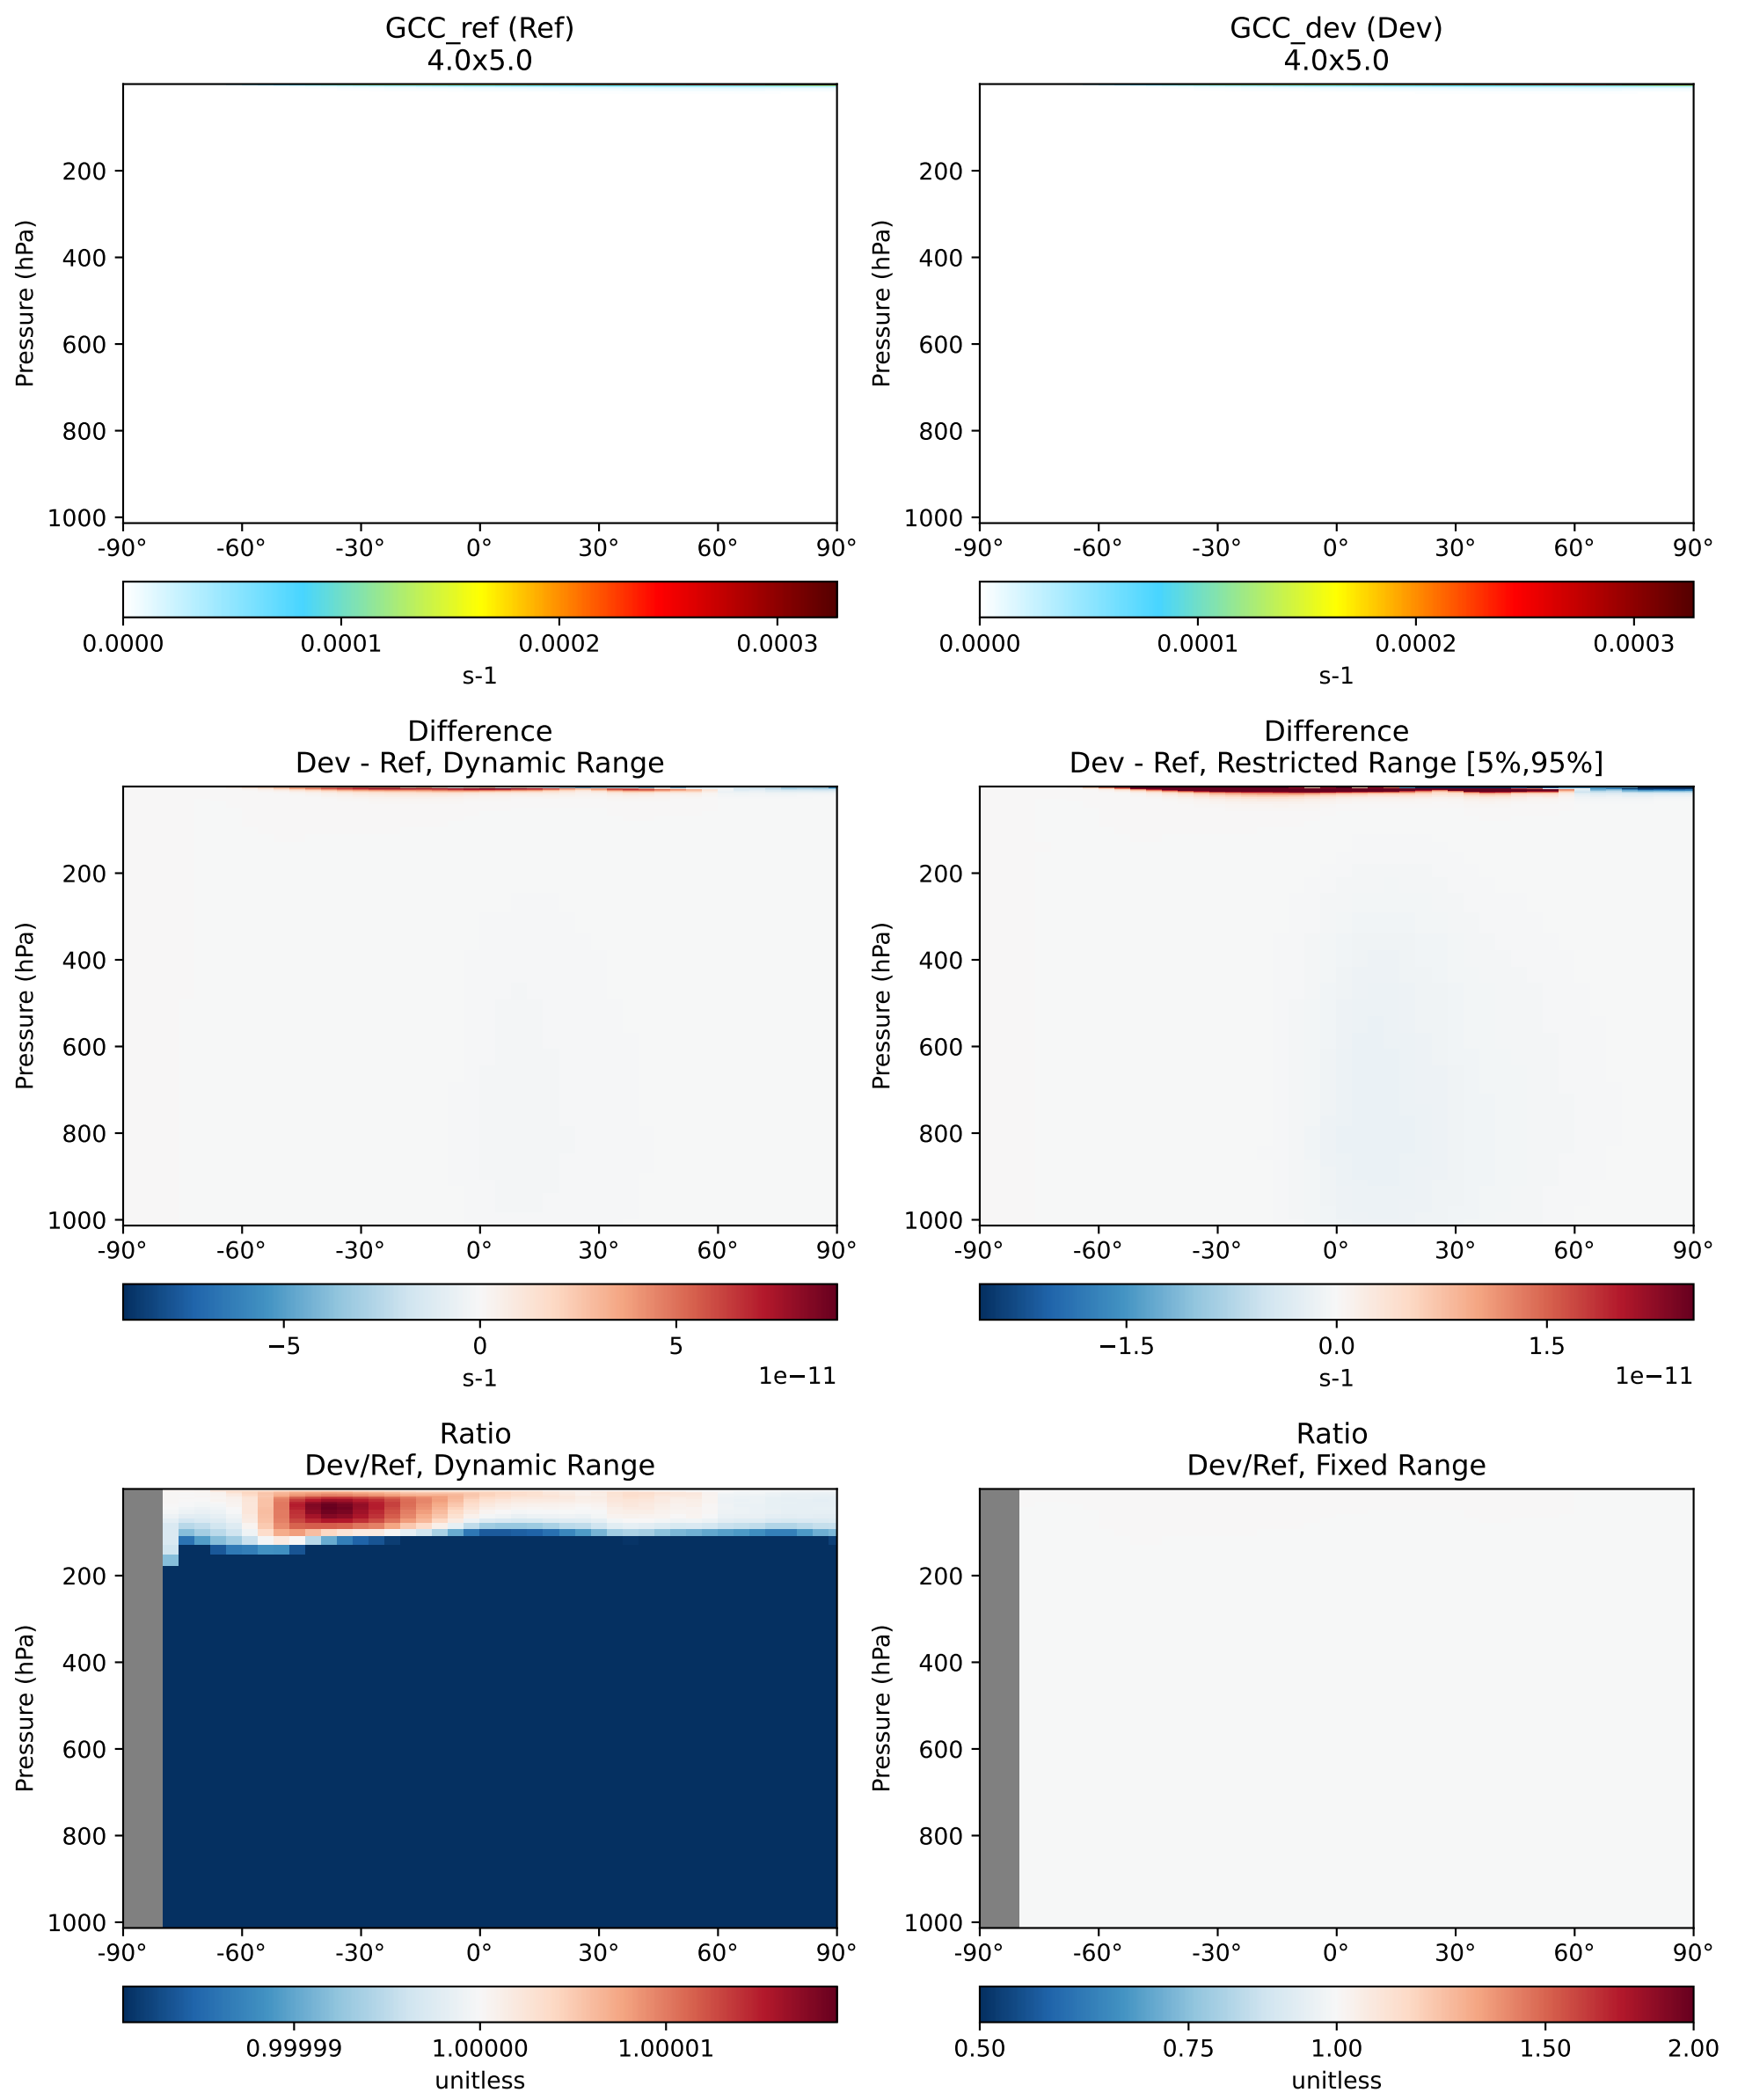 GCC_ref (Ref)
4.0x5.0
Pressure (hPa)
200
400
600
800
1000
-90° -60° -30° 0° 30° 60° 90°
0.0000 0.0001 0.0002 0.0003
s-1
GCC_dev (Dev)
4.0x5.0
Pressure (hPa)
200
400
600
800
1000
-90° -60° -30° 0° 30° 60° 90°
0.0000 0.0001 0.0002 0.0003
s-1
Difference
Dev - Ref, Dynamic Range
Pressure (hPa)
200
400
600
800
1000
-90° -60° -30° 0° 30° 60° 90°
−5 0 5
s-1
1e−11
Difference
Dev - Ref, Restricted Range [5%,95%]
Pressure (hPa)
200
400
600
800
1000
-90° -60° -30° 0° 30° 60° 90°
−1.5 0.0 1.5
s-1
1e−11
Ratio
Dev/Ref, Dynamic Range
Pressure (hPa)
200
400
600
800
1000
-90° -60° -30° 0° 30° 60° 90°
0.99999 1.00000 1.00001
unitless
Ratio
Dev/Ref, Fixed Range
Pressure (hPa)
200
400
600
800
1000
-90° -60° -30° 0° 30° 60° 90°
0.50 0.75 1.00 1.50 2.00
unitless